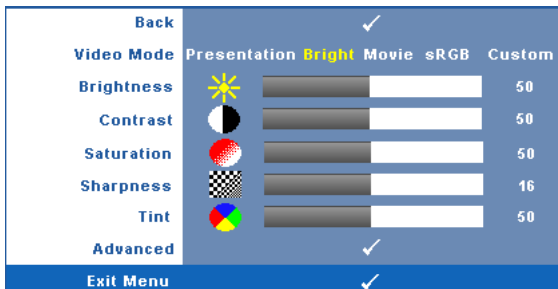 Back
Video Mode Presentation Bright Movie sRGB Custom
Brightness 50
Contrast 50
Saturation 50
Sharpness 16
Tint 50
Advanced
Exit Menu